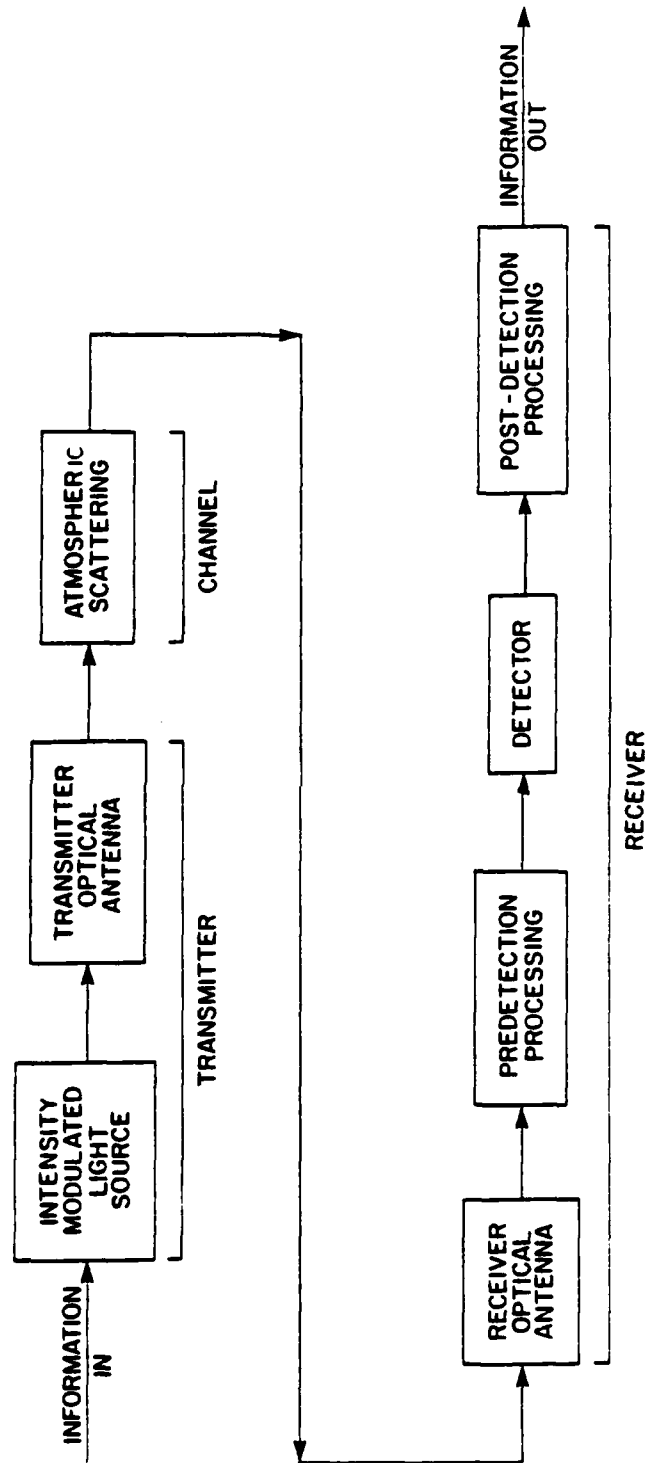 INFORMATION
IN
INTENSITY
MODULATED
LIGHT
SOURCE
TRANSMITTER
OPTICAL
ANTENNA
TRANSMITTER
ATMOSPHERIC
SCATTERING
CHANNEL
RECEIVER
OPTICAL
ANTENNA
PREDETECTION
PROCESSING
DETECTOR
POST-DETECTION
PROCESSING
RECEIVER
INFORMATION
OUT